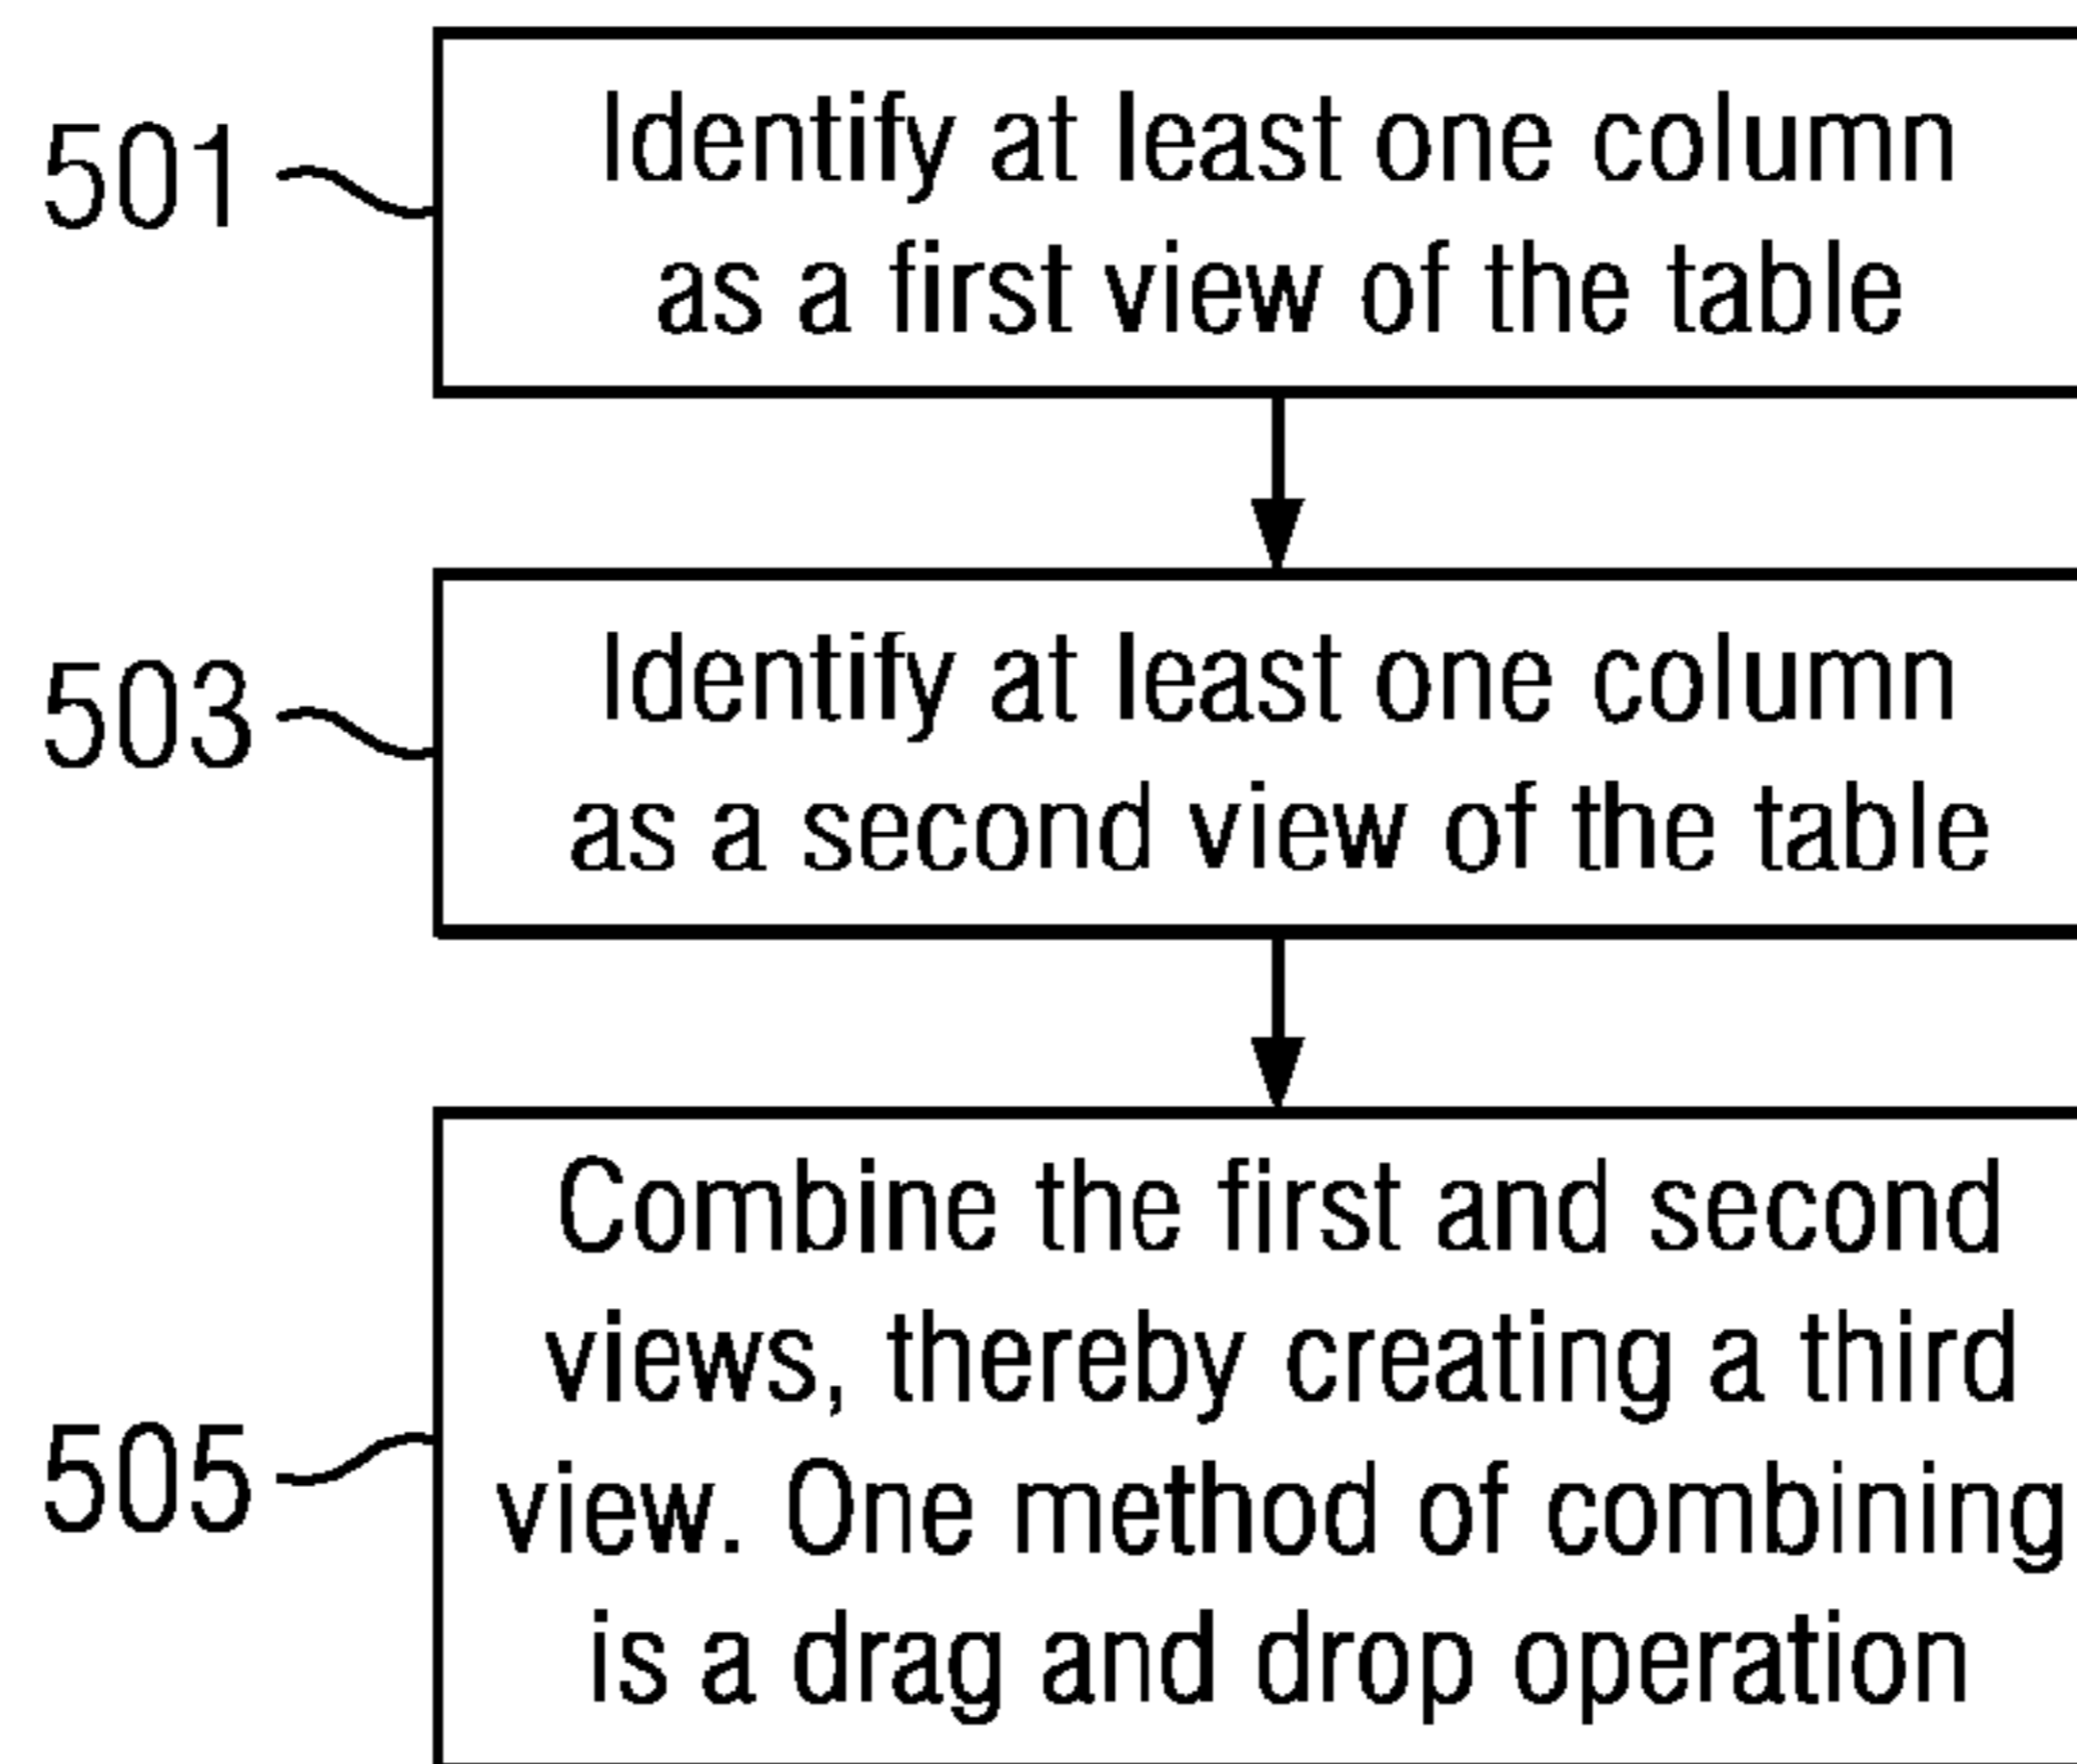 501
Identify at least one column
as a first view of the table
503
Identify at least one column
as a second view of the table
505
Combine the first and second
views, thereby creating a third
view. One method of combining
is a drag and drop operation